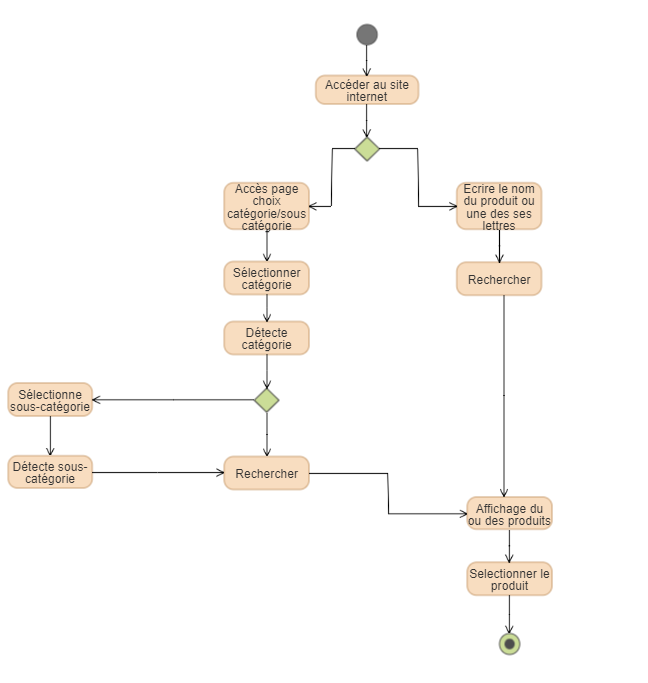 Accéder au site
internet
Accès page
choix
catégorie/sous
catégorie
Ecrire le nom
du produit ou
une des ses
lettres
Sélectionner
catégorie
Rechercher
Détecte
catégorie
Sélectionne
sous-catégorie
Détecte sous-
catégorie
Rechercher
Affichage du
ou des produits
Selectionner le
produit